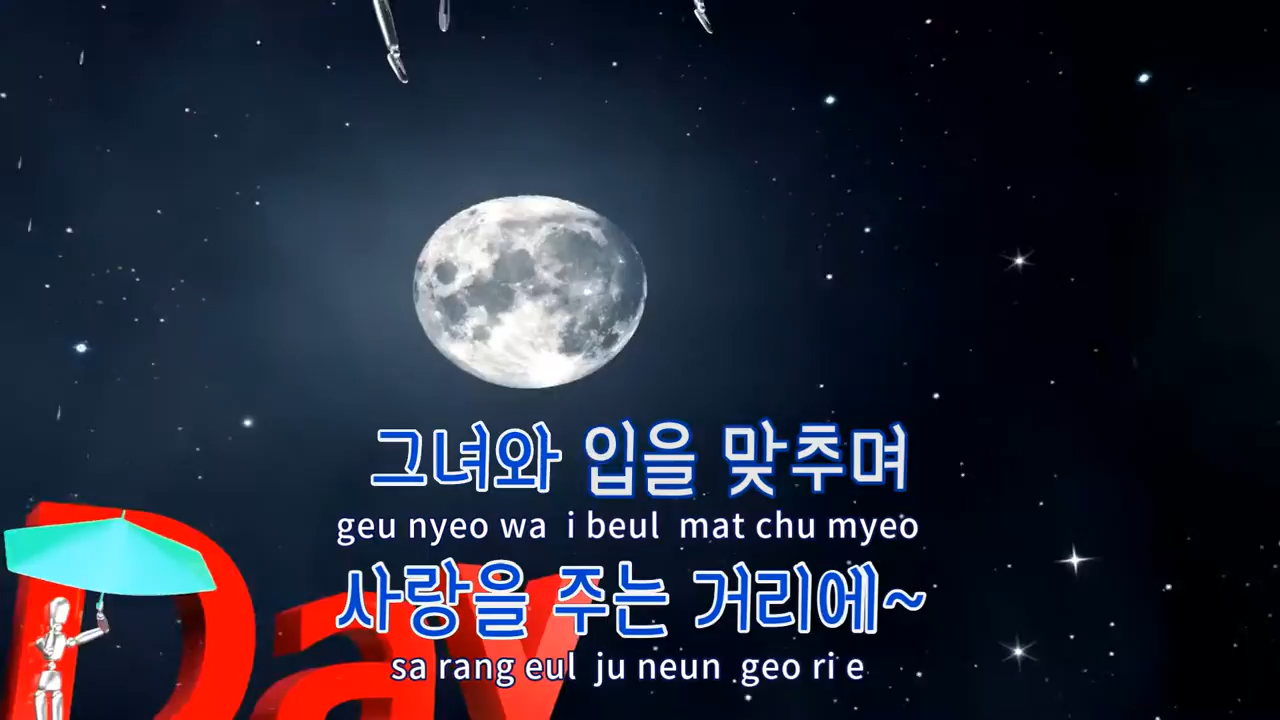 그녀와 입을 맞추며
geu nyeo wa i beul mat chu myeo
사랑을 주는 거리에~
sa rang eul ju neun geo ri e
Day